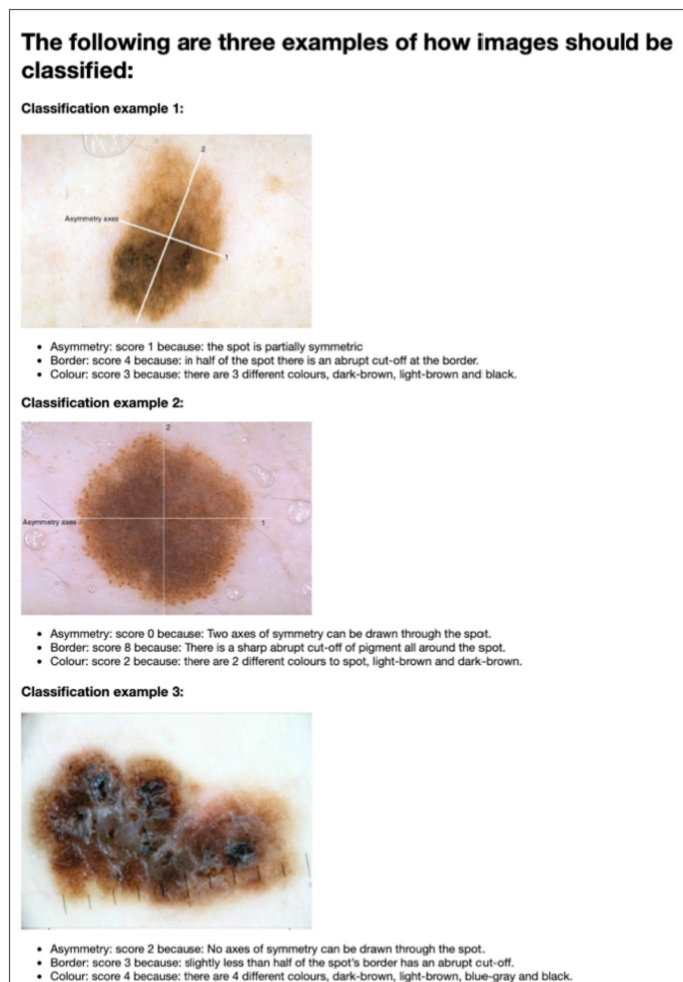 The following are three examples of how images should be
classified:
Classification example 1:
2
Asymmetry axes
1
• Asymmetry: score 1 because: the spot is partially symmetric
• Border: score 4 because: in half of the spot there is an abrupt cut-off at the border.
• Colour: score 3 because: there are 3 different colours, dark-brown, light-brown and black.
Classification example 2:
2
Asymmetry axes
1
• Asymmetry: score 0 because: Two axes of symmetry can be drawn through the spot.
• Border: score 8 because: There is a sharp abrupt cut-off of pigment all around the spot.
• Colour: score 2 because: there are 2 different colours to spot, light-brown and dark-brown.
Classification example 3:
• Asymmetry: score 2 because: No axes of symmetry can be drawn through the spot.
• Border: score 3 because: slightly less than half of the spot's border has an abrupt cut-off.
• Colour: score 4 because: there are 4 different colours, dark-brown, light-brown, blue-gray and black.